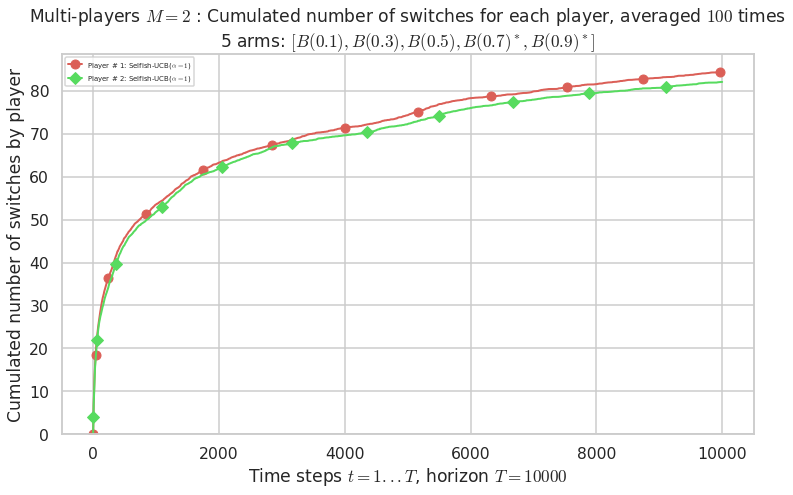 Multi-players M = 2 : Cumulated number of switches for each player, averaged 100 times
5 arms: [B(0.1), B(0.3), B(0.5), B(0.7)*, B(0.9)*]
Player # 1: Selfish-UCB(α=1)
Player # 2: Selfish-UCB(α=1)
Cumulated number of switches by player
80
70
60
50
40
30
20
10
0
0 2000 4000 6000 8000 10000
Time steps t = 1...T, horizon T = 10000